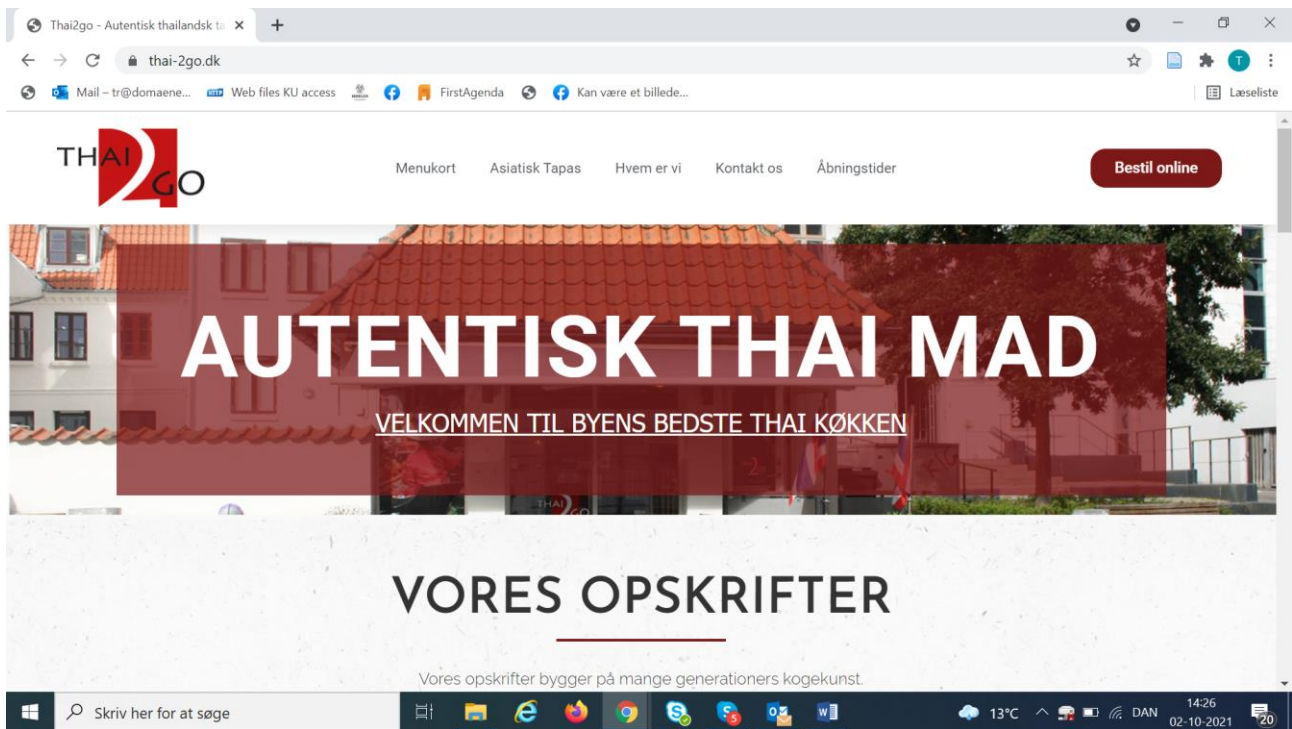 Thai2go - Autentisk thailandsk ta
thai-2go.dk
T
Mail – tr@domaene...
Web files KU access
FirstAgenda
Kan være et billede...
Læseliste
THAI 2 GO
Menukort
Asiatisk Tapas
Hvem er vi
Kontakt os
Åbningstider
Bestil online
AUTENTISK THAI MAD
VELKOMMEN TIL BYENS BEDSTE THAI KØKKEN
THAI 2 GO
VORES OPSKRIFTER
Vores opskrifter bygger på mange generationers kogekunst.
Skriv her for at søge
13°C
DAN
14:26
02-10-2021
20